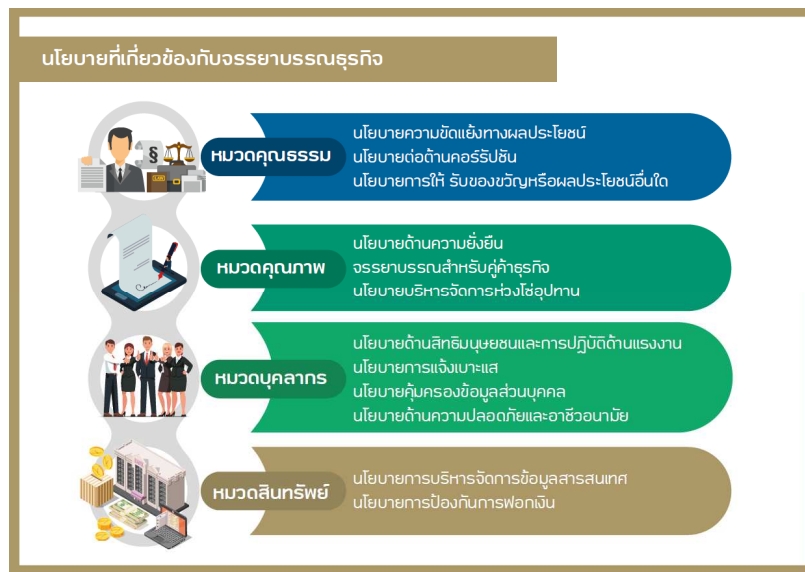 นโยบายที่เกี่ยวข้องกับจรรยาบรรณธุรกิจ
หมวดคุณธรรม
นโยบายความขัดแย้งทางผลประโยชน์
นโยบายต่อต้านคอร์รัปชัน
นโยบายการให้ รับของขวัญหรือผลประโยชน์อื่นใด
หมวดคุณภาพ
นโยบายด้านความยั่งยืน
จรรยาบรรณสำหรับคู่ค้าธุรกิจ
นโยบายบริหารจัดการห่วงโซ่อุปทาน
หมวดบุคลากร
นโยบายด้านสิทธิมนุษยชนและการปฏิบัติด้านแรงงาน
นโยบายการแจ้งเบาะแส
นโยบายคุ้มครองข้อมูลส่วนบุคคล
นโยบายด้านความปลอดภัยและอาชีวอนามัย
หมวดสินทรัพย์
นโยบายการบริหารจัดการข้อมูลสารสนเทศ
นโยบายการป้องกันการฟอกเงิน
§
LAW